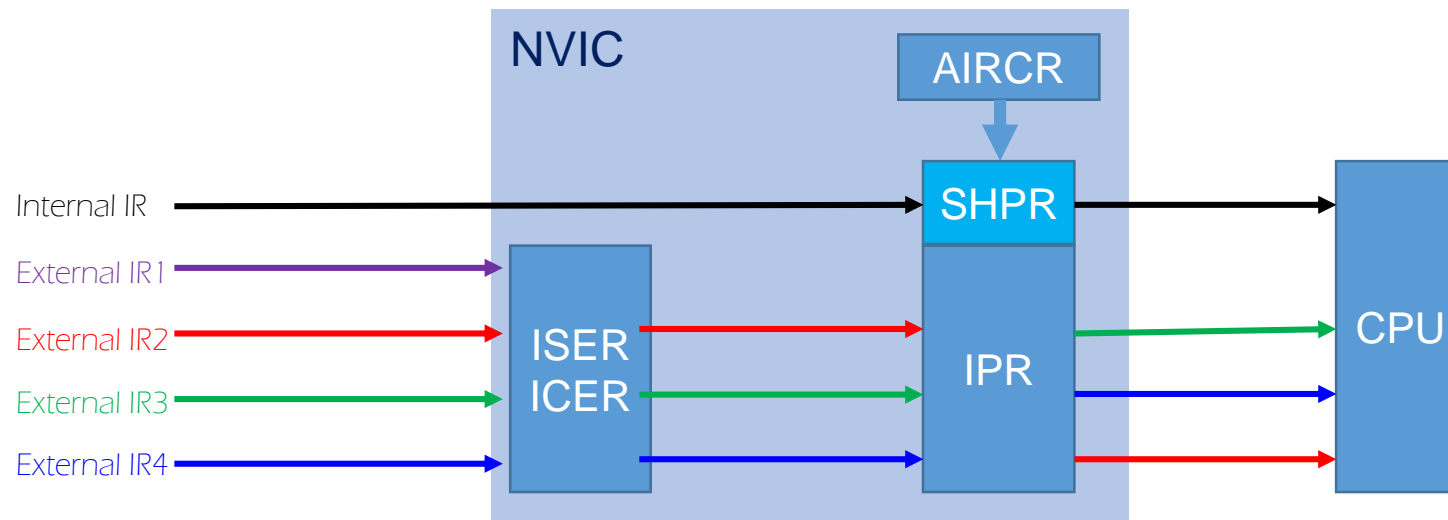 NVIC
AIRCR
Internal IR
SHPR
External IR1
External IR2
External IR3
External IR4
ISER
ICER
IPR
CPU